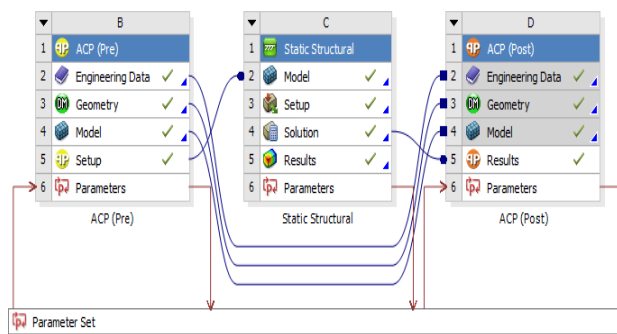 B
1 ACP (Pre)
2 Engineering Data
3 Geometry
4 Model
5 Setup
6 Parameters
ACP (Pre)
C
1 Static Structural
2 Model
3 Setup
4 Solution
5 Results
6 Parameters
Static Structural
D
1 ACP (Post)
2 Engineering Data
3 Geometry
4 Model
5 Results
6 Parameters
ACP (Post)
Parameter Set